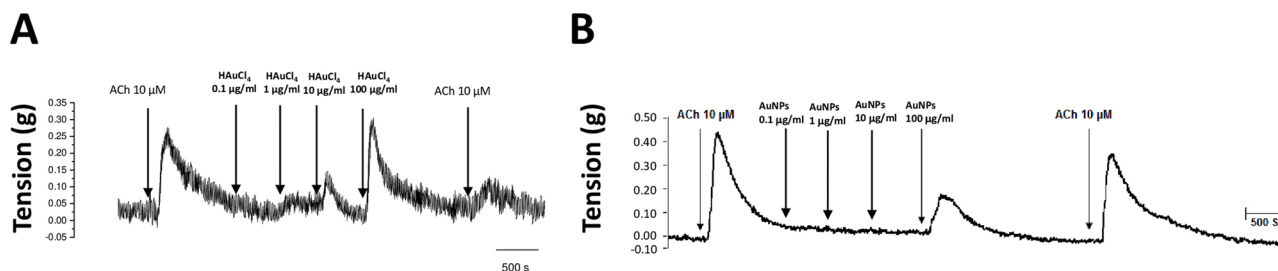 A
HAuCl₄ HAuCl₄ HAuCl₄ HAuCl₄
ACh 10 µM 0.1 µg/ml 1 µg/ml 10 µg/ml 100 µg/ml ACh 10 µM
Tension (g)
0.35
0.30
0.25
0.20
0.15
0.10
0.05
0.00
-0.05
500 s
B
AuNPs AuNPs AuNPs AuNPs
ACh 10 µM 0.1 µg/ml 1 µg/ml 10 µg/ml 100 µg/ml ACh 10 µM
Tension (g)
0.50
0.40
0.30
0.20
0.10
0.00
-0.10
500 S